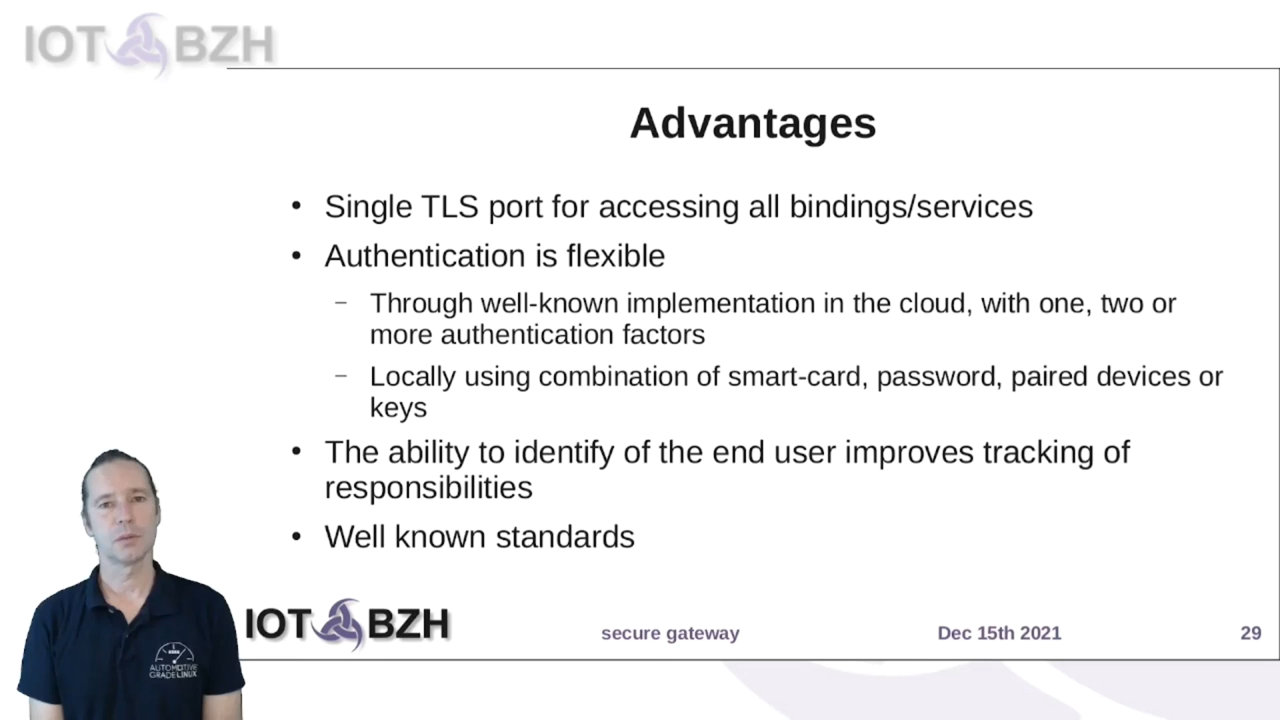 IOT BZH
Advantages
• Single TLS port for accessing all bindings/services
• Authentication is flexible
– Through well-known implementation in the cloud, with one, two or
more authentication factors
– Locally using combination of smart-card, password, paired devices or
keys
• The ability to identify of the end user improves tracking of
responsibilities
• Well known standards
IOT BZH
secure gateway Dec 15th 2021 29
AUTOMOTIVE
GRADELINUX